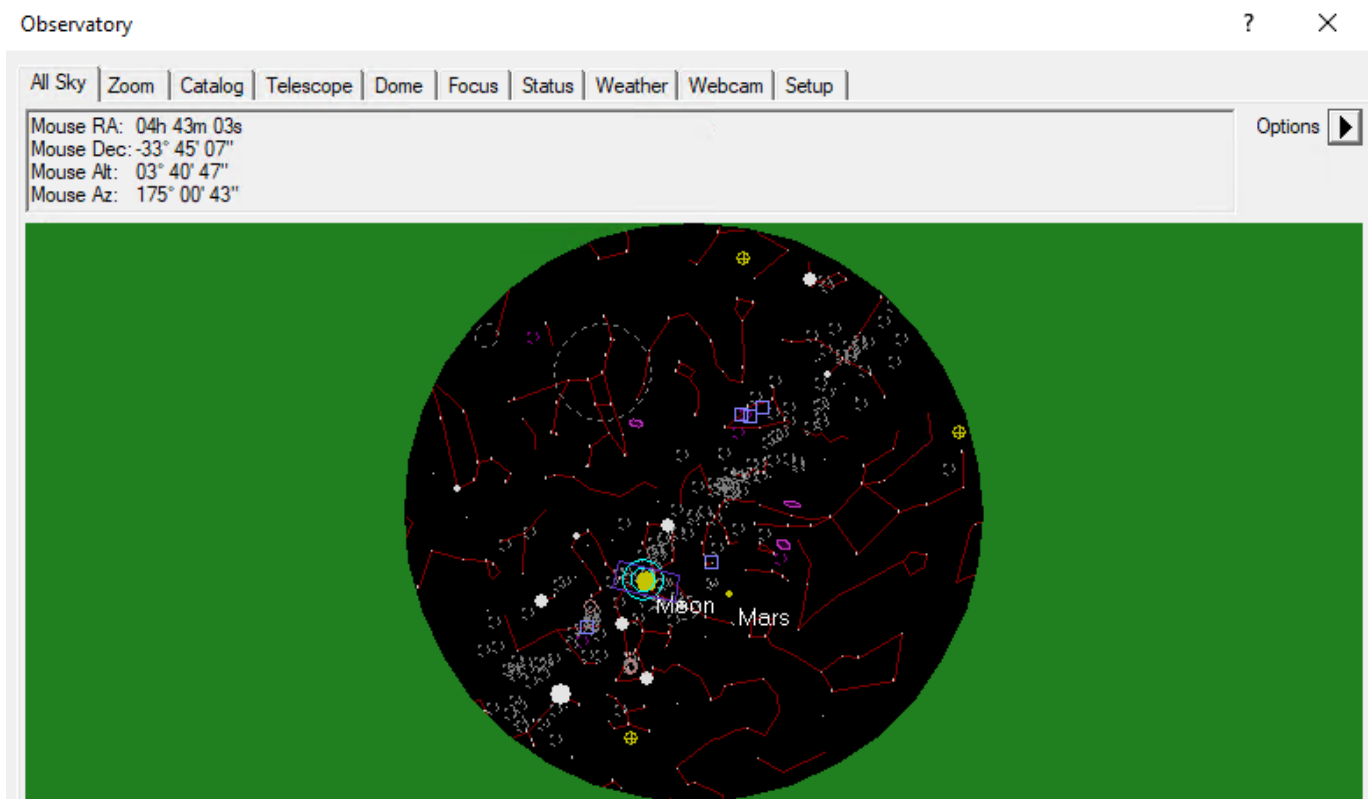 Observatory ? ×
All Sky Zoom Catalog Telescope Dome Focus Status Weather Webcam Setup
Mouse RA: 04h 43m 03s Options
Mouse Dec: -33° 45' 07"
Mouse Alt: 03° 40' 47"
Mouse Az: 175° 00' 43"
Moon
Mars